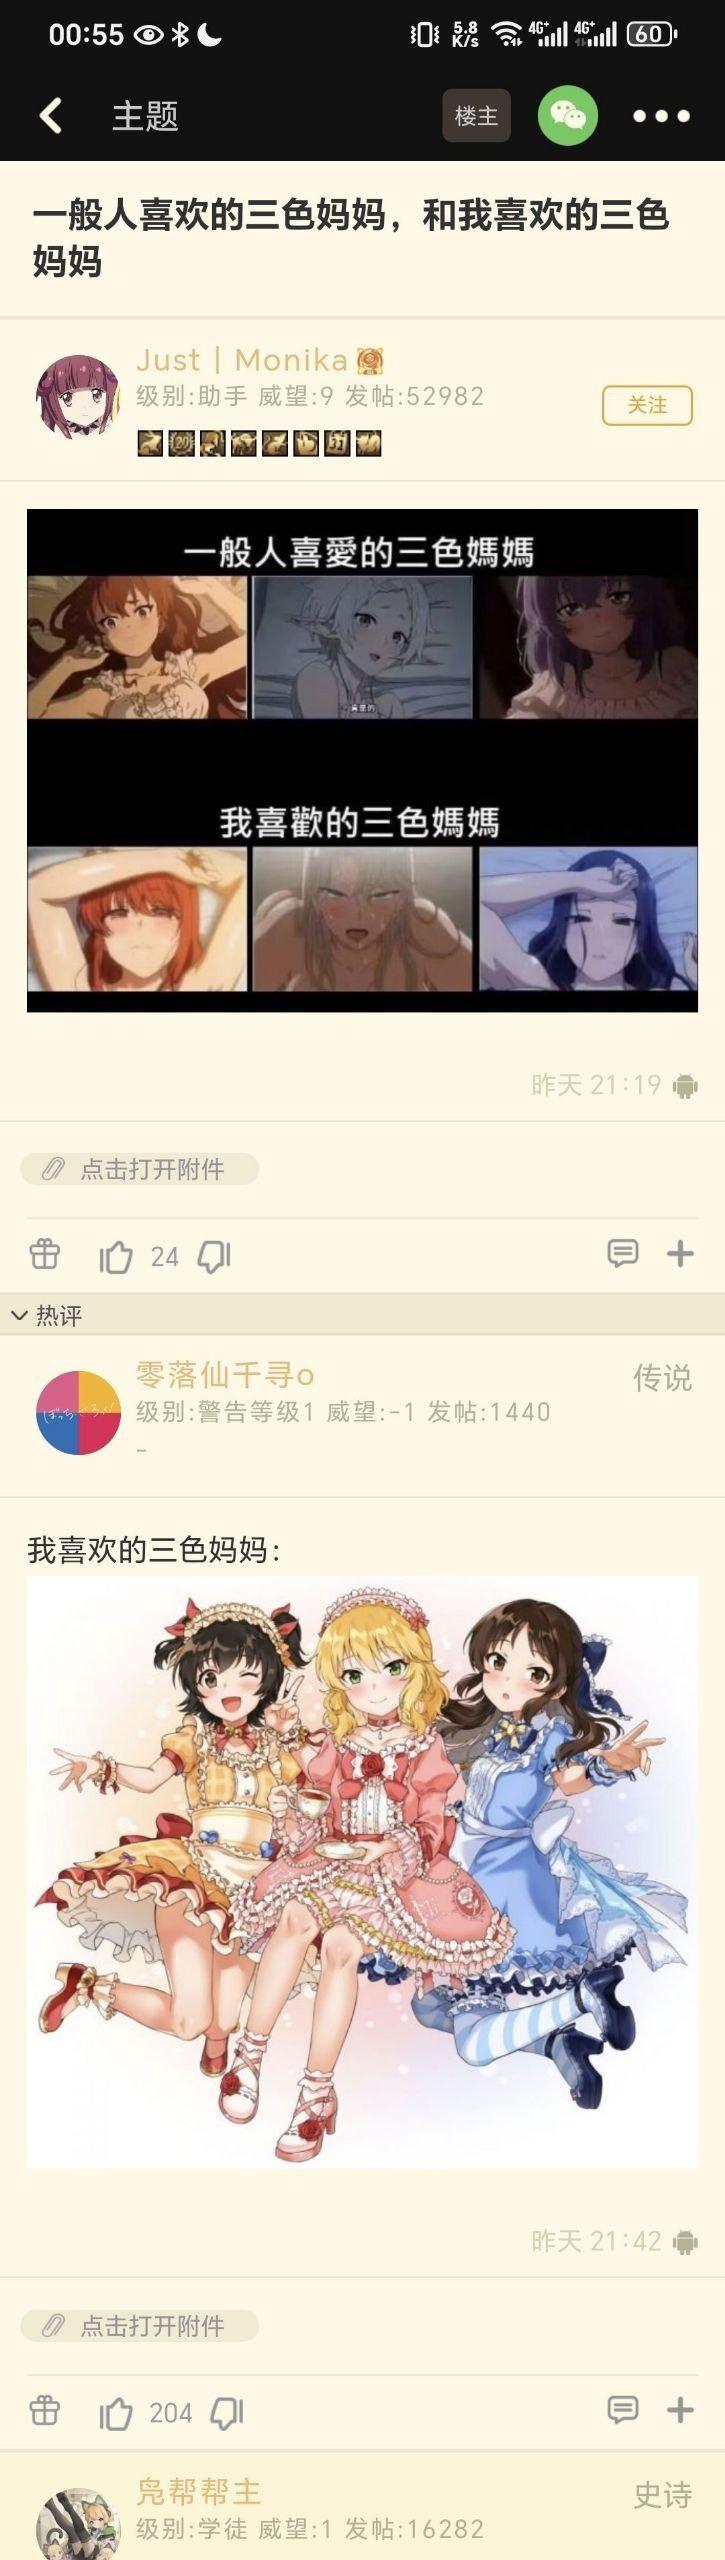 00:55
5.8
K/s
4G+
4G+
60
主题
楼主
一般人喜欢的三色妈妈，和我喜欢的三色
妈妈
Just | Monika
级别:助手 威望:9 发帖:52982
关注
一般人喜愛的三色媽媽
我喜歡的三色媽媽
昨天 21:19
点击打开附件
24
热评
零落仙千寻o
传说
级别:警告等级1 威望:-1 发帖:1440
-
我喜欢的三色妈妈：
昨天 21:42
点击打开附件
204
凫帮帮主
史诗
级别:学徒 威望:1 发帖:16282